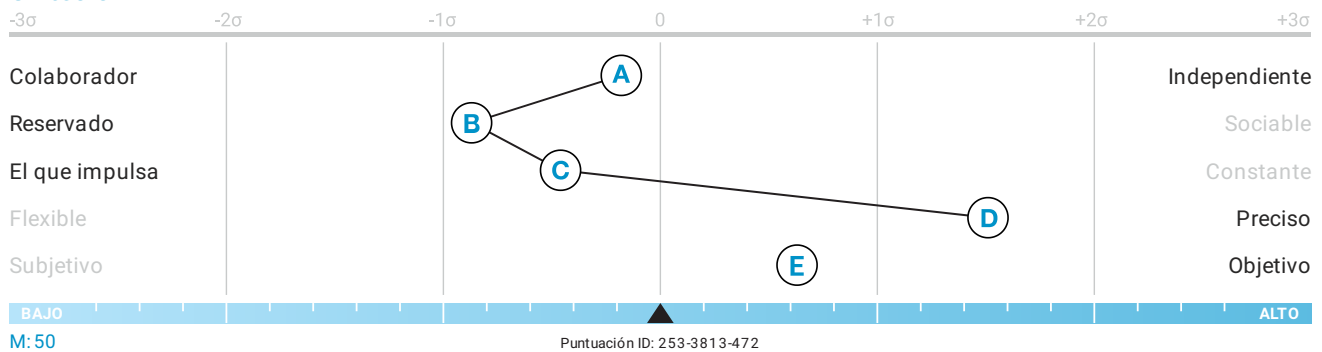 -3σ -2σ -1σ 0 +1σ +2σ +3σ
Colaborador A Independiente
Reservado B Sociable
El que impulsa C Constante
Flexible D Preciso
Subjetivo E Objetivo
BAJO ALTO
M: 50 Puntuación ID: 253-3813-472